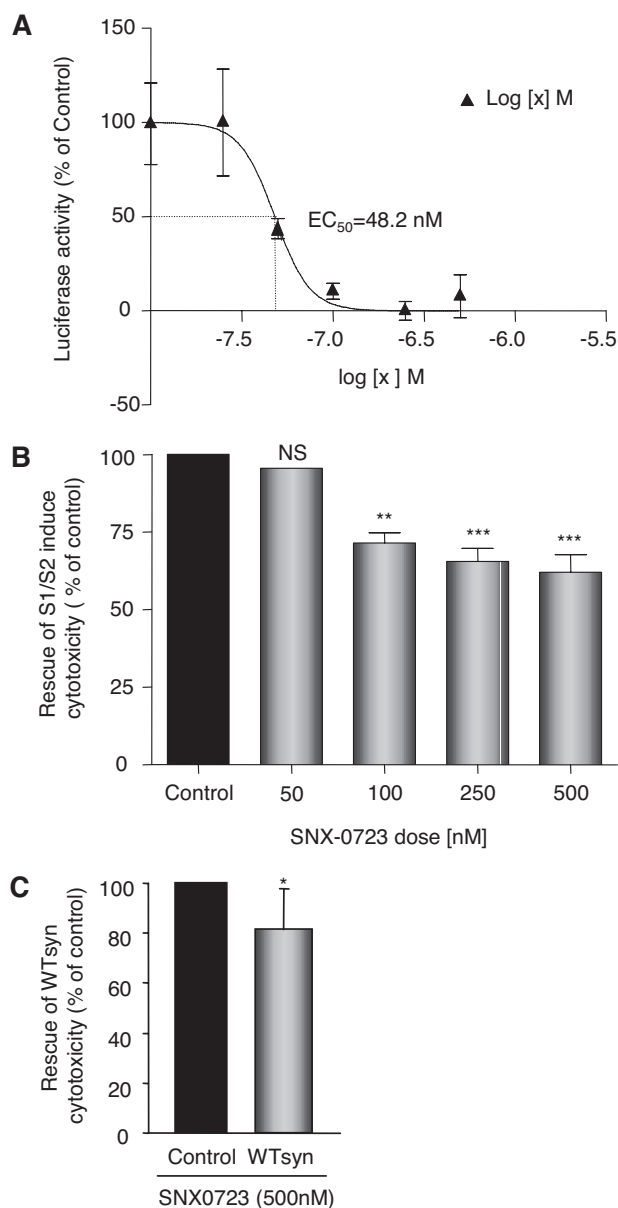 A
Luciferase activity (% of Control)
150
100
50
0
-50
-7.5
-7.0
-6.5
-6.0
-5.5
log [x ] M
▲ Log [x] M
EC50=48.2 nM
B
Rescue of S1/S2 induce
cytotoxicity ( % of control)
100
75
50
25
0
NS
**
***
***
Control
50
100
250
500
SNX-0723 dose [nM]
C
Rescue of WTsyn
cytotoxicity (% of control)
100
80
60
40
20
0
*
Control WTsyn
SNX0723 (500nM)